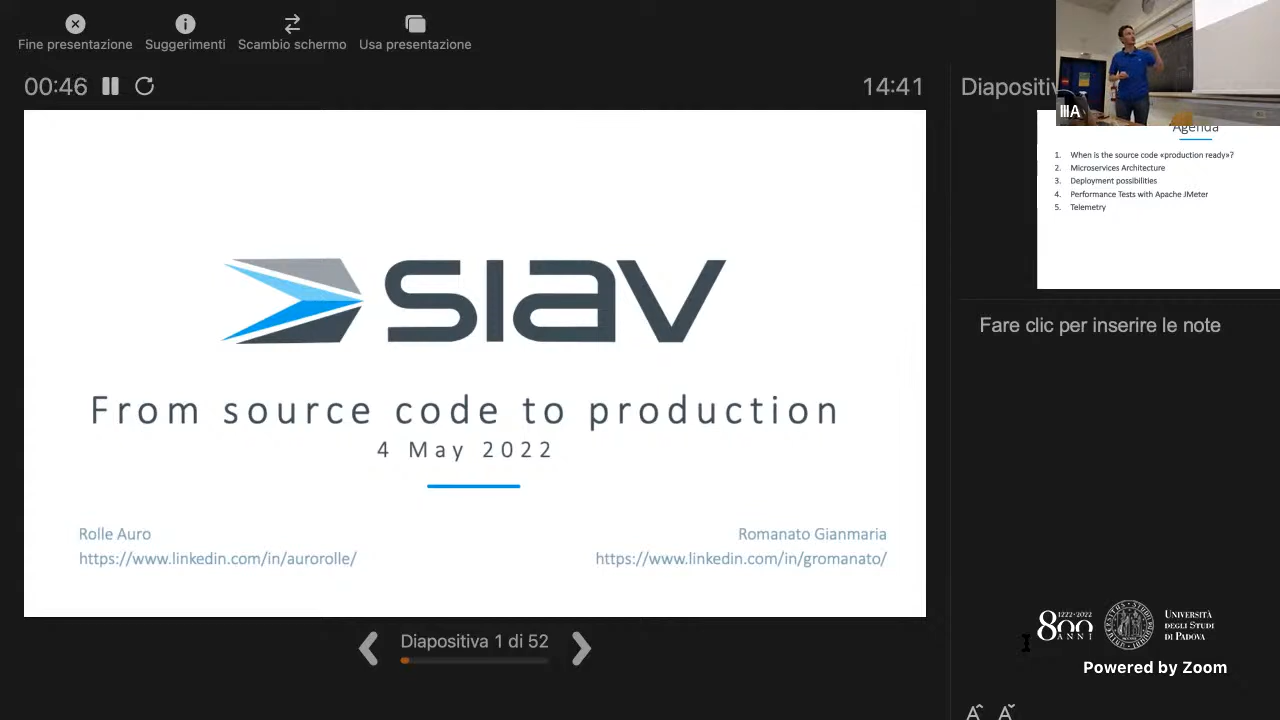 Fine presentazione
Suggerimenti
Scambio schermo
Usa presentazione
00:46
14:41
Diapositiv
IIIA
Agenda
1. When is the source code «production ready»?
2. Microservices Architecture
3. Deployment possibilities
4. Performance Tests with Apache JMeter
5. Telemetry
SIAV
From source code to production
4 May 2022
Rolle Auro
https://www.linkedin.com/in/aurorolle/
Romanato Gianmaria
https://www.linkedin.com/in/gromanato/
Fare clic per inserire le note
Diapositiva 1 di 52
1222·2022
800
ANNI
UNIVERSITÀ
DEGLI STUDI
DI PADOVA
Powered by Zoom
A A